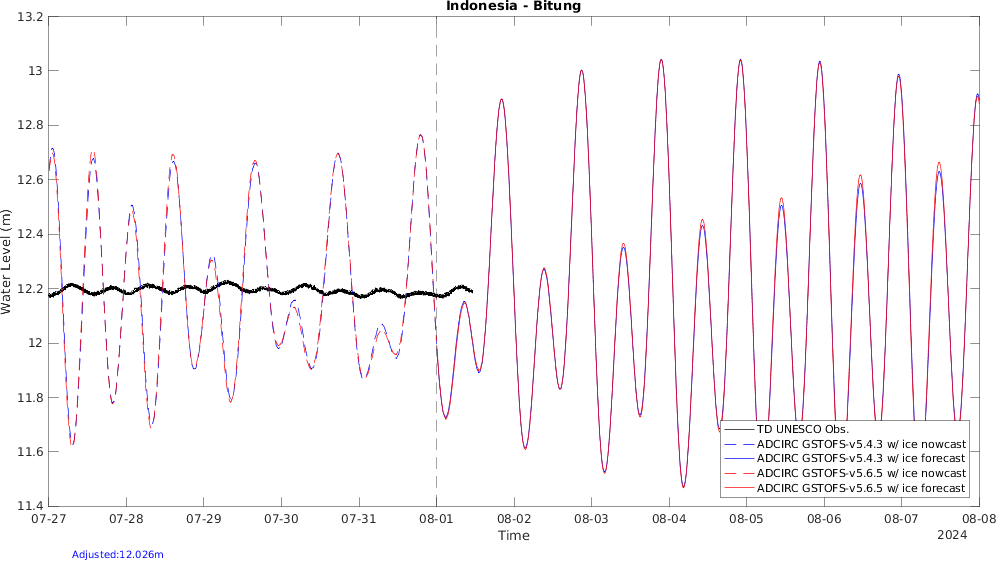 Indonesia - Bitung
13.2
13
12.8
12.6
12.4
12.2
12
11.8
11.6
11.4
Water Level (m)
TD UNESCO Obs.
ADCIRC GSTOFS-v5.4.3 w/ ice nowcast
ADCIRC GSTOFS-v5.4.3 w/ ice forecast
ADCIRC GSTOFS-v5.6.5 w/ ice nowcast
ADCIRC GSTOFS-v5.6.5 w/ ice forecast
07-27 07-28 07-29 07-30 07-31 08-01 08-02 08-03 08-04 08-05 08-06 08-07 08-08
Time
2024
Adjusted:12.026m